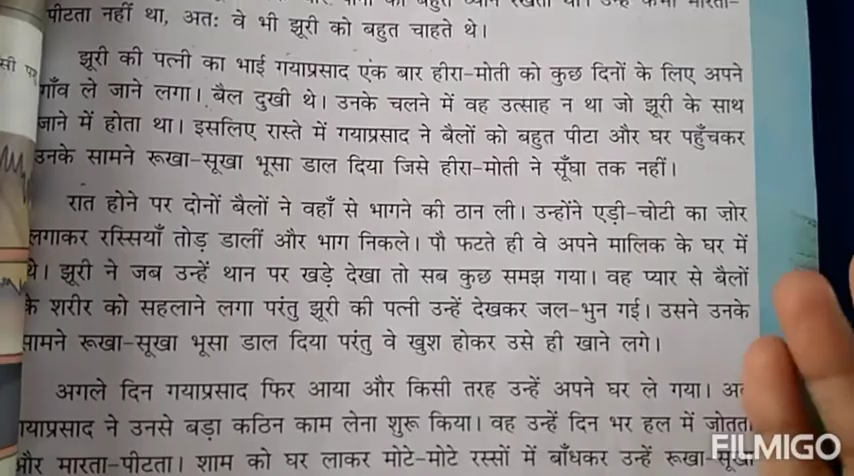 पीटता नहीं था, अतः वे भी झूरी को बहुत चाहते थे।
झूरी की पत्नी का भाई गयाप्रसाद एक बार हीरा-मोती को कुछ दिनों के लिए अपने
गाँव ले जाने लगा। बैल दुखी थे। उनके चलने में वह उत्साह न था जो झूरी के साथ
जाने में होता था। इसलिए रास्ते में गयाप्रसाद ने बैलों को बहुत पीटा और घर पहुँचकर
उनके सामने रूखा-सूखा भूसा डाल दिया जिसे हीरा-मोती ने सूँघा तक नहीं।
रात होने पर दोनों बैलों ने वहाँ से भागने की ठान ली। उन्होंने एड़ी-चोटी का ज़ोर
लगाकर रस्सियाँ तोड़ डालीं और भाग निकले। पौ फटते ही वे अपने मालिक के घर में
थे। झूरी ने जब उन्हें थान पर खड़े देखा तो सब कुछ समझ गया। वह प्यार से बैलों
के शरीर को सहलाने लगा परंतु झूरी की पत्नी उन्हें देखकर जल-भुन गई। उसने उनके
सामने रूखा-सूखा भूसा डाल दिया परंतु वे खुश होकर उसे ही खाने लगे।
अगले दिन गयाप्रसाद फिर आया और किसी तरह उन्हें अपने घर ले गया।
गयाप्रसाद ने उनसे बड़ा कठिन काम लेना शुरू किया। वह उन्हें दिन भर हल में जोतता
और मारता-पीटता। शाम को घर लाकर मोटे-मोटे रस्सों में बाँधकर उन्हें रूखा-सूखा
FILMIGO